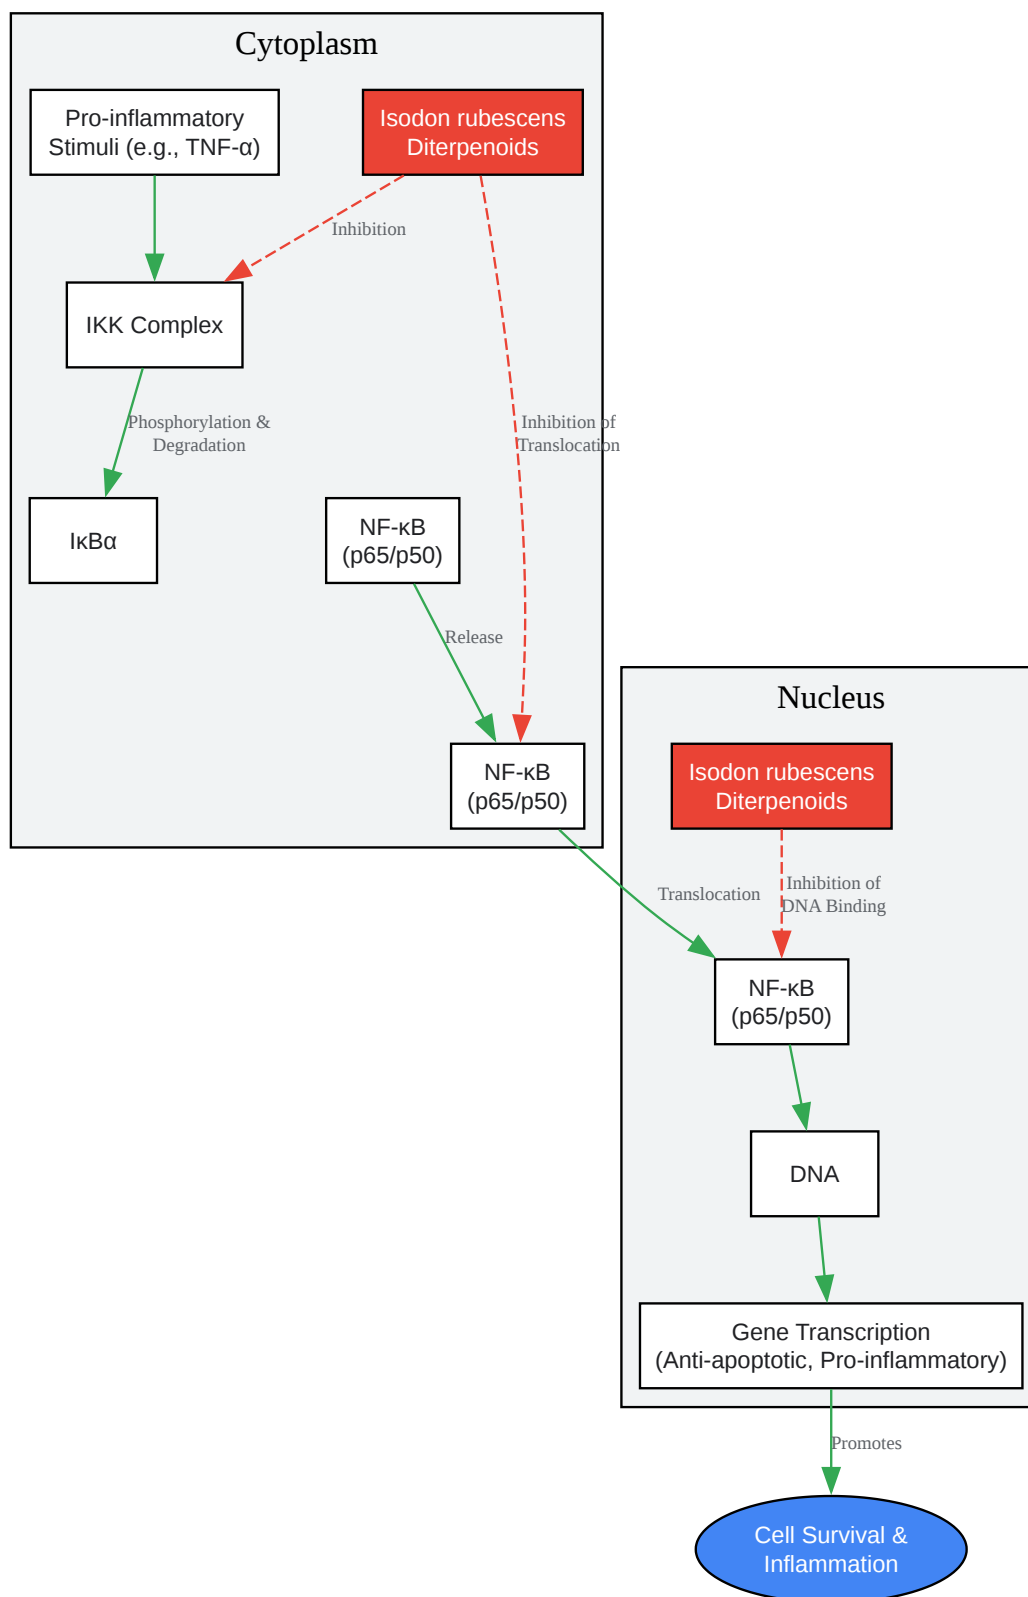 Cytoplasm
Pro-inflammatory
Stimuli (e.g., TNF-α)
Isodon rubescens
Diterpenoids
Inhibition
IKK Complex
Phosphorylation &
Degradation
Inhibition of
Translocation
IκBα
NF-κB
(p65/p50)
Release
NF-κB
(p65/p50)
Nucleus
Isodon rubescens
Diterpenoids
Translocation
Inhibition of
DNA Binding
NF-κB
(p65/p50)
DNA
Gene Transcription
(Anti-apoptotic, Pro-inflammatory)
Promotes
Cell Survival &
Inflammation